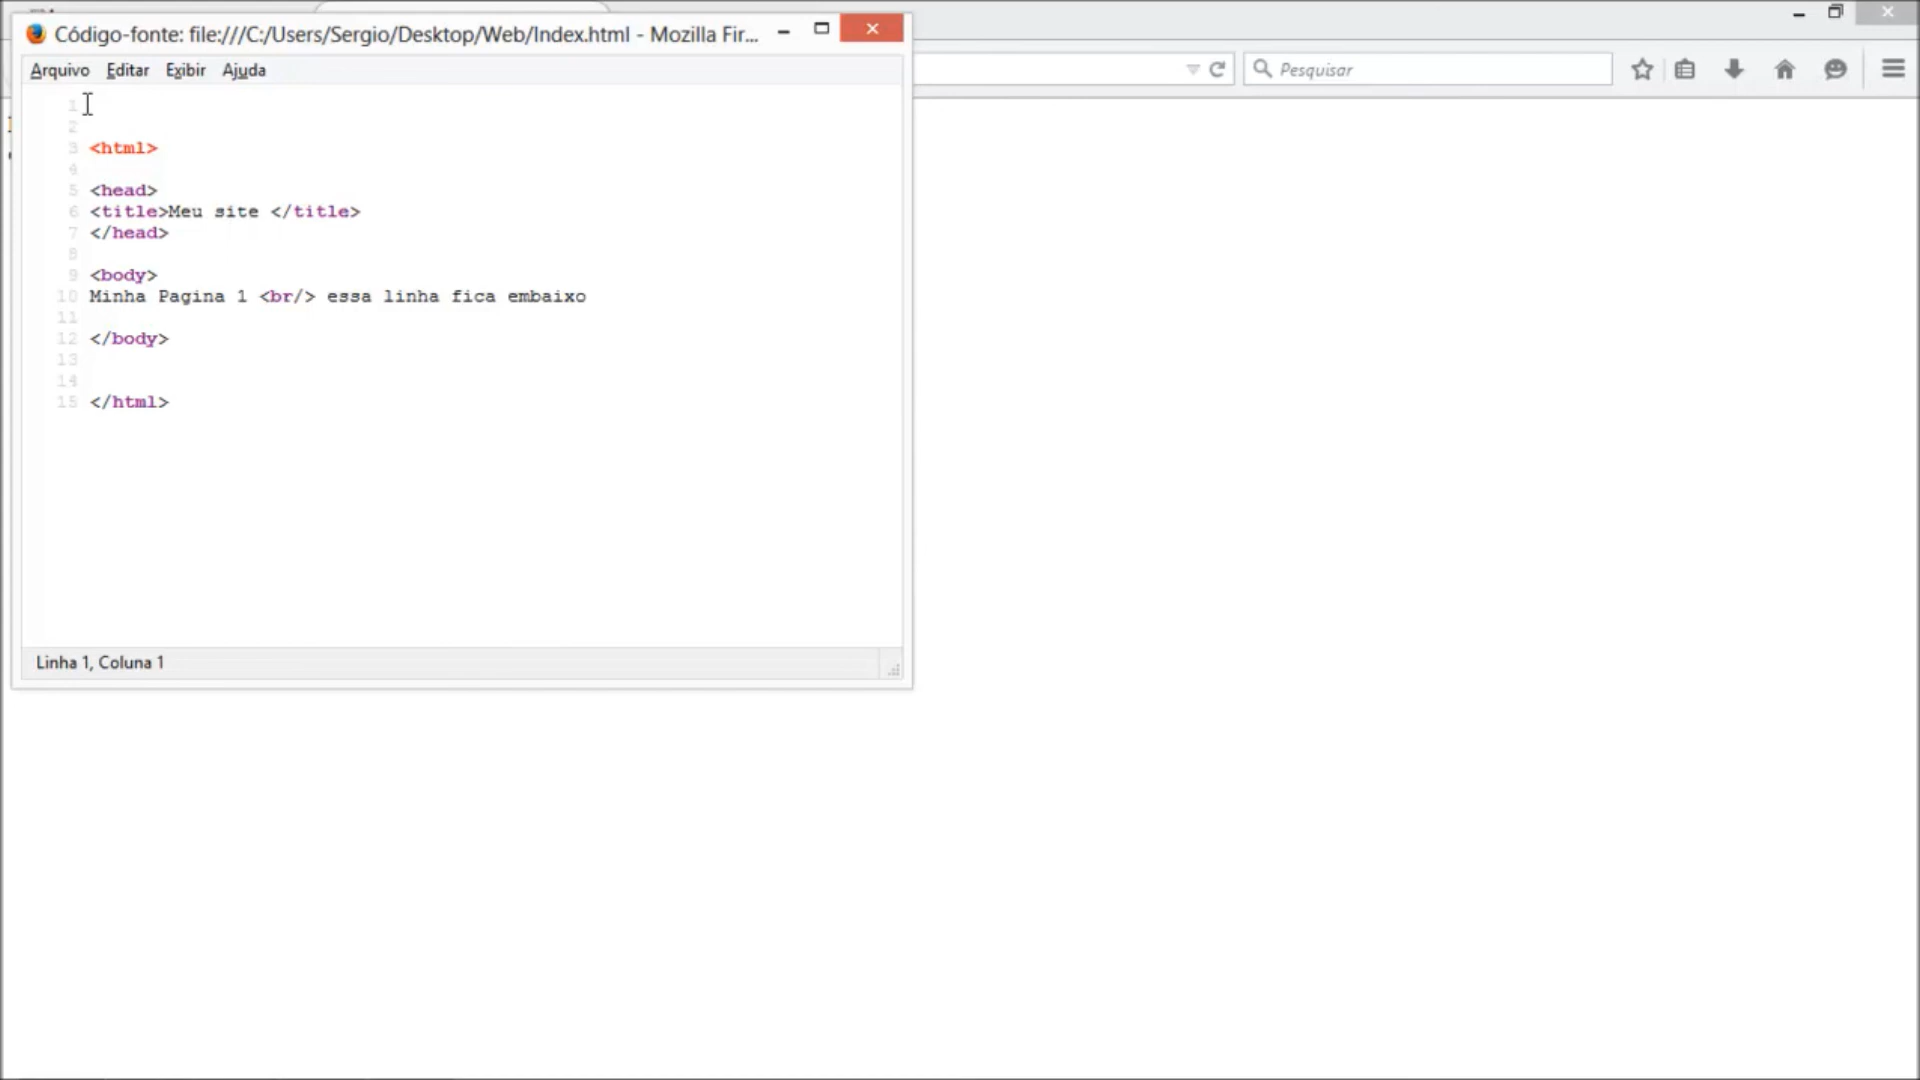 Código-fonte: file:///C:/Users/Sergio/Desktop/Web/Index.html - Mozilla Fir...
Arquivo Editar Exibir Ajuda
Pesquisar
1
2
3 <html>
4
5 <head>
6 <title>Meu site </title>
7 </head>
8
9 <body>
10 Minha Pagina 1 <br/> essa linha fica embaixo
11
12 </body>
13
14
15 </html>
Linha 1, Coluna 1